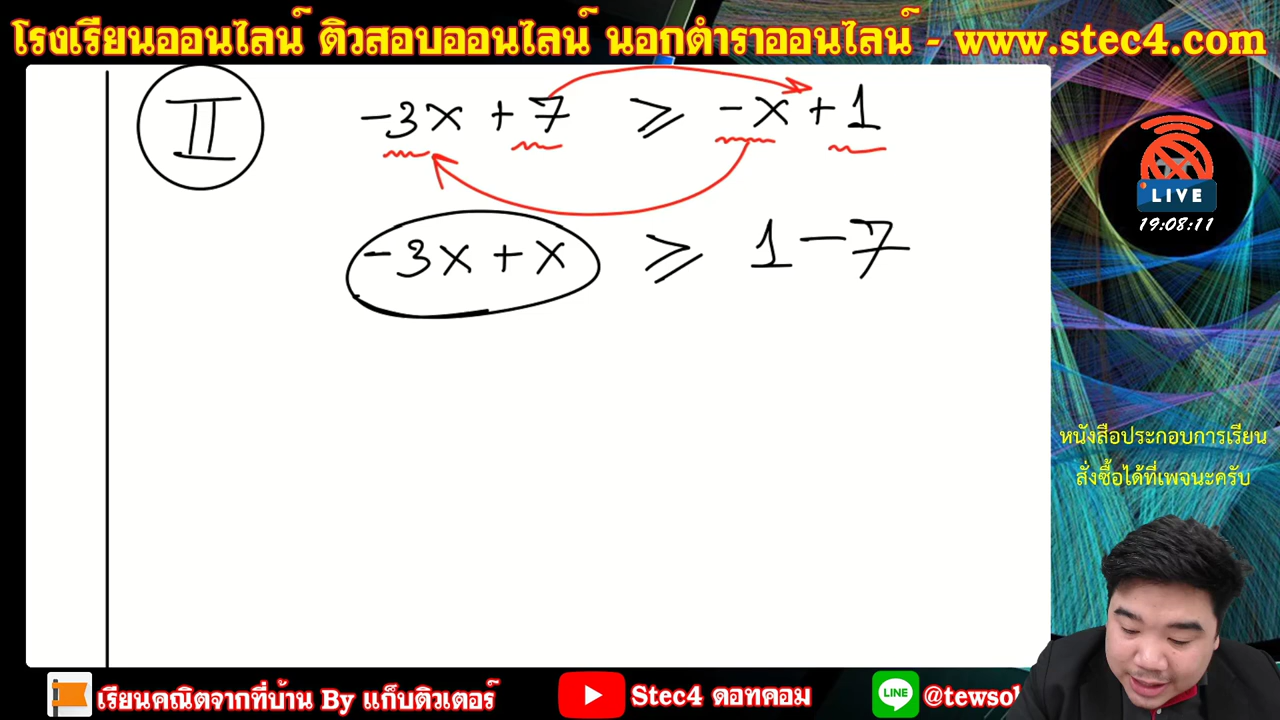 โรงเรียนออนไลน์ ติวสอบออนไลน์ นอกตำราออนไลน์ - www.stec4.com
II
-3x + 7 ⩾ -x + 1
-3x + x ⩾ 1 - 7
LIVE
19:08:11
หนังสือประกอบการเรียน
สั่งซื้อได้ที่เพจนะครับ
เรียนคณิตจากที่บ้าน By แก็บติวเตอร์
Stec4 ดอทคอม
LINE